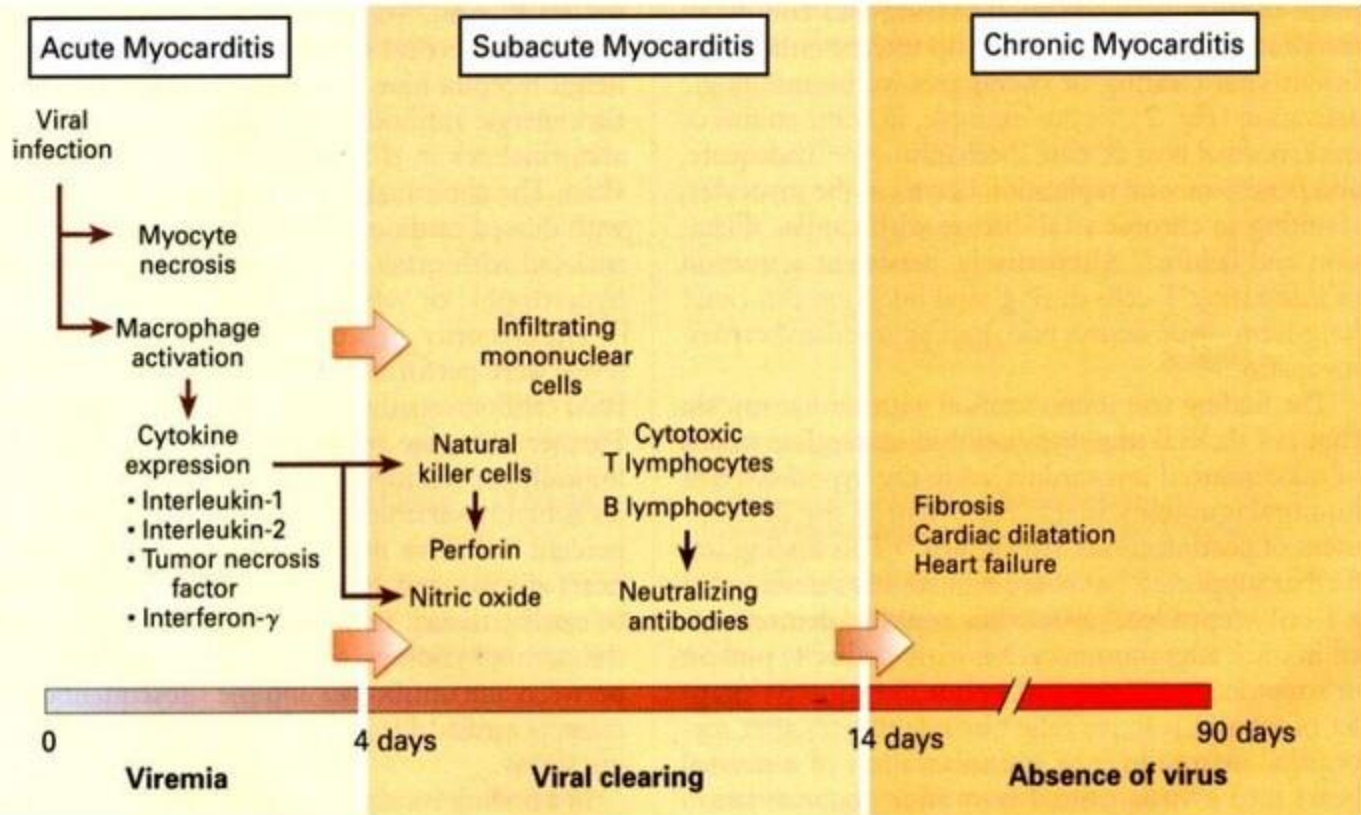 Acute Myocarditis
Subacute Myocarditis
Chronic Myocarditis
Viral
infection
Myocyte
necrosis
Macrophage
activation
Cytokine
expression
• Interleukin-1
• Interleukin-2
• Tumor necrosis
factor
• Interferon-γ
Infiltrating
mononuclear
cells
Natural
killer cells
Perforin
Nitric oxide
Cytotoxic
T lymphocytes
B lymphocytes
Neutralizing
antibodies
Fibrosis
Cardiac dilatation
Heart failure
0
4 days
14 days
90 days
Viremia
Viral clearing
Absence of virus